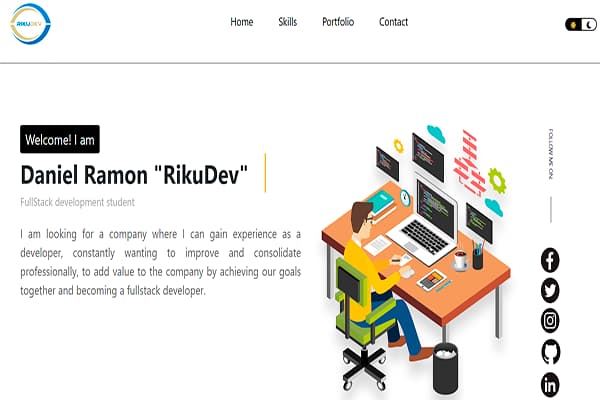 RIKUDEV
Home Skills Portfolio Contact
Welcome! I am
Daniel Ramon "RikuDev"
FullStack development student
I am looking for a company where I can gain experience as a
developer, constantly wanting to improve and consolidate
professionally, to add value to the company by achieving our goals
together and becoming a fullstack developer.
FOLLOW ME ON: